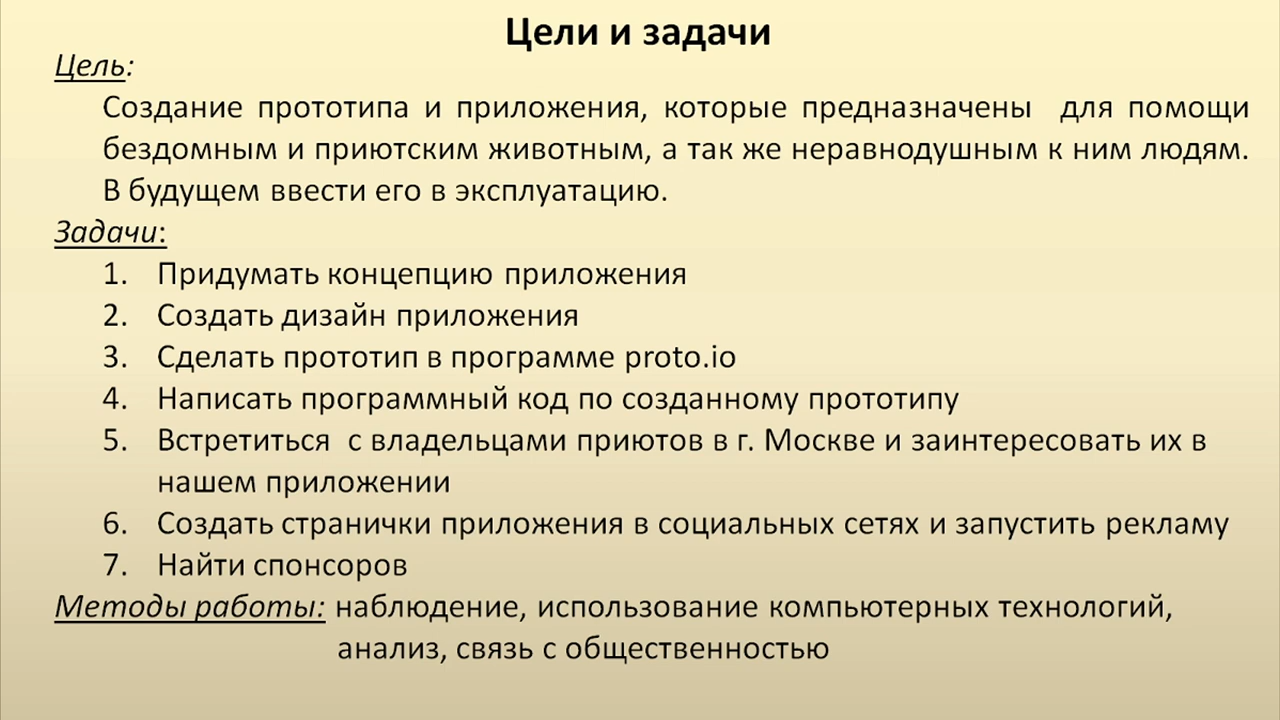 Цели и задачи
Цель:
Создание прототипа и приложения, которые предназначены для помощи
бездомным и приютским животным, а так же неравнодушным к ним людям.
В будущем ввести его в эксплуатацию.
Задачи:
1. Придумать концепцию приложения
2. Создать дизайн приложения
3. Сделать прототип в программе proto.io
4. Написать программный код по созданному прототипу
5. Встретиться с владельцами приютов в г. Москве и заинтересовать их в
нашем приложении
6. Создать странички приложения в социальных сетях и запустить рекламу
7. Найти спонсоров
Методы работы: наблюдение, использование компьютерных технологий,
анализ, связь с общественностью